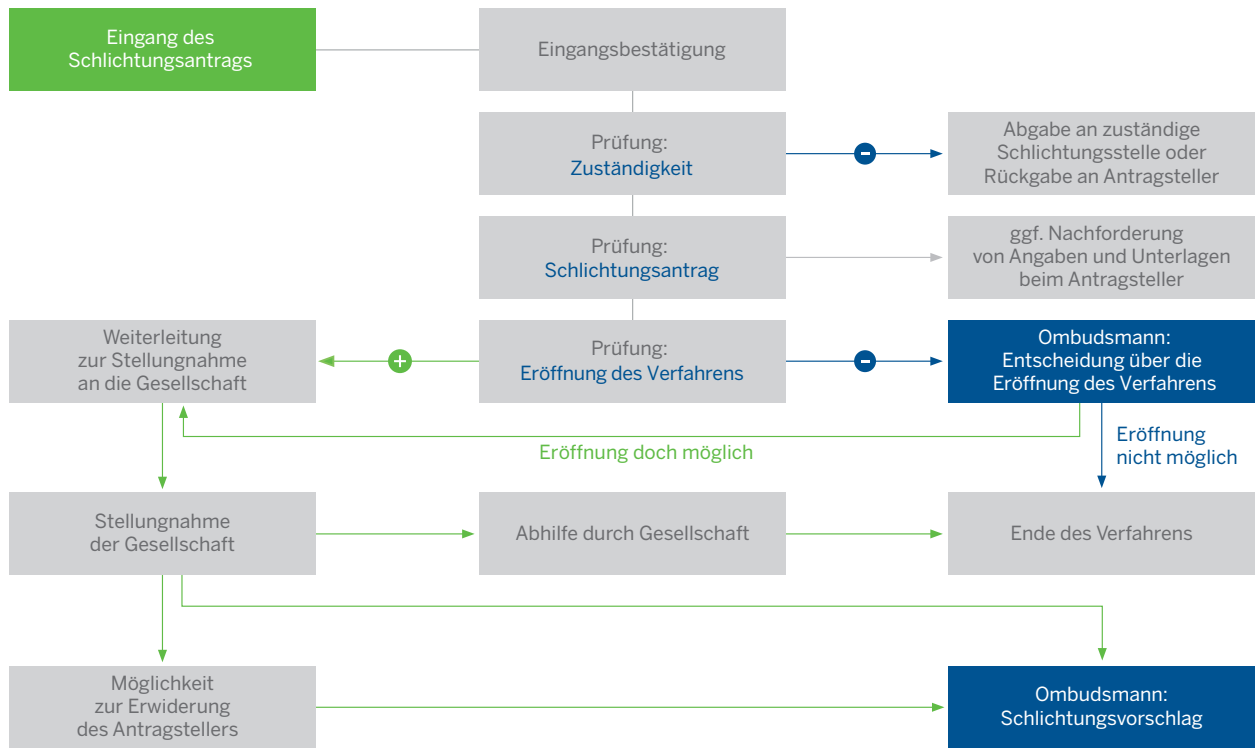 Eingang des
Schlichtungsantrags
Eingangsbestätigung
Prüfung:
Zuständigkeit
−
Abgabe an zuständige
Schlichtungsstelle oder
Rückgabe an Antragsteller
Prüfung:
Schlichtungsantrag
ggf. Nachforderung
von Angaben und Unterlagen
beim Antragsteller
Weiterleitung
zur Stellungnahme
an die Gesellschaft
+
Prüfung:
Eröffnung des Verfahrens
−
Ombudsmann:
Entscheidung über die
Eröffnung des Verfahrens
Eröffnung doch möglich
Eröffnung
nicht möglich
Stellungnahme
der Gesellschaft
Abhilfe durch Gesellschaft
Ende des Verfahrens
Möglichkeit
zur Erwiderung
des Antragstellers
Ombudsmann:
Schlichtungsvorschlag